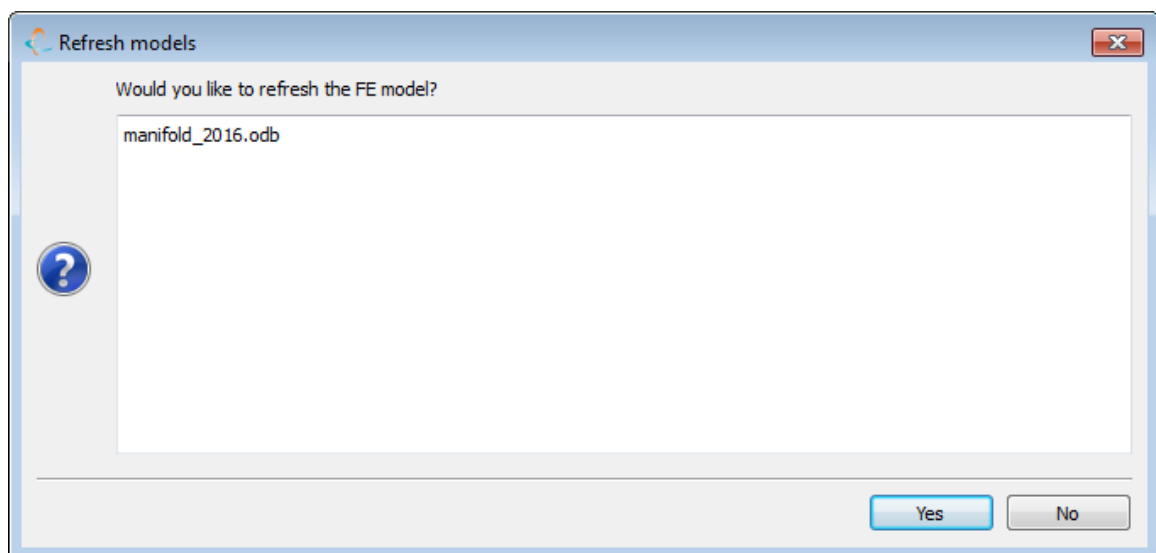 Refresh models
Would you like to refresh the FE model?
manifold_2016.odb
Yes No